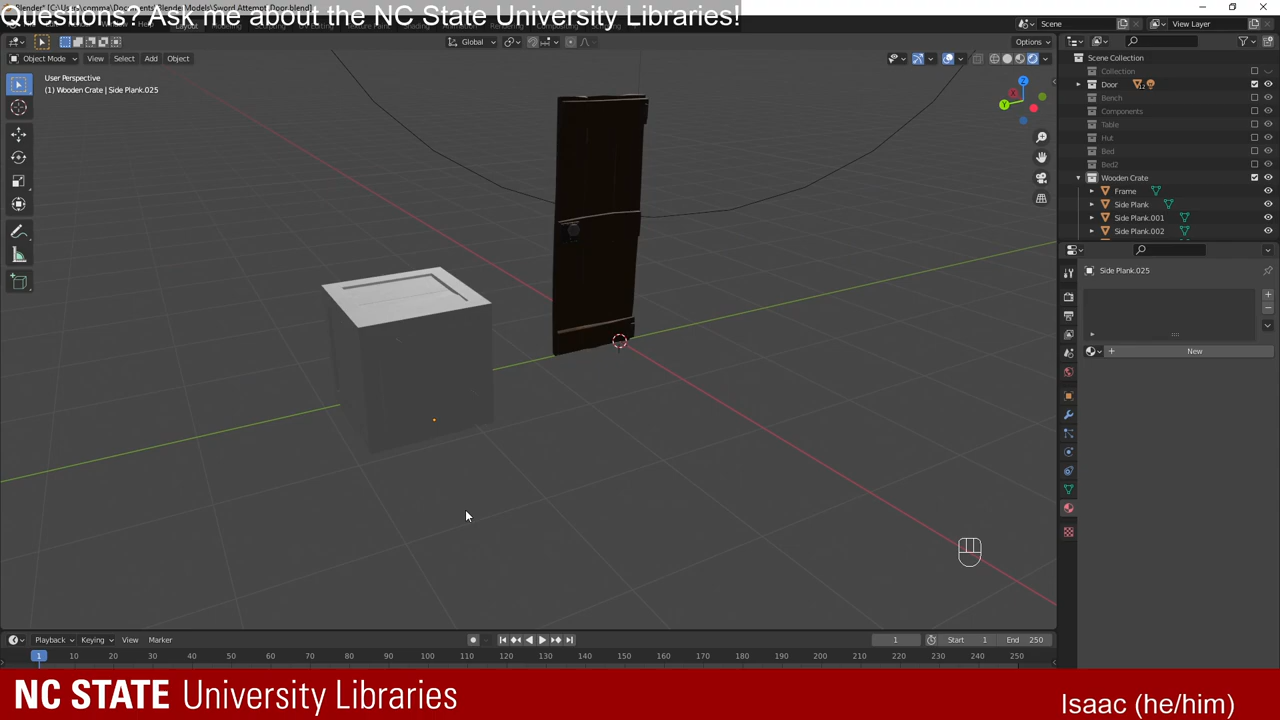 Questions? Ask me about the NC State University Libraries!
Scene
View Layer
Global
Options
Object Mode
View
Select
Add
Object
User Perspective
(1) Wooden Crate | Side Plank.025
Z
Y
X
Scene Collection
Collection
Door
Bench
Components
Table
Hut
Bed
Bed2
Wooden Crate
Frame
Side Plank
Side Plank.001
Side Plank.002
Side Plank.025
New
Playback
Keying
View
Marker
1
Start 1
End 250
1 10 20 30 40 50 60 70 80 90 100 110 120 130 140 150 160 170 180 190 200 210 220 230 240 250
NC STATE University Libraries
Isaac (he/him)